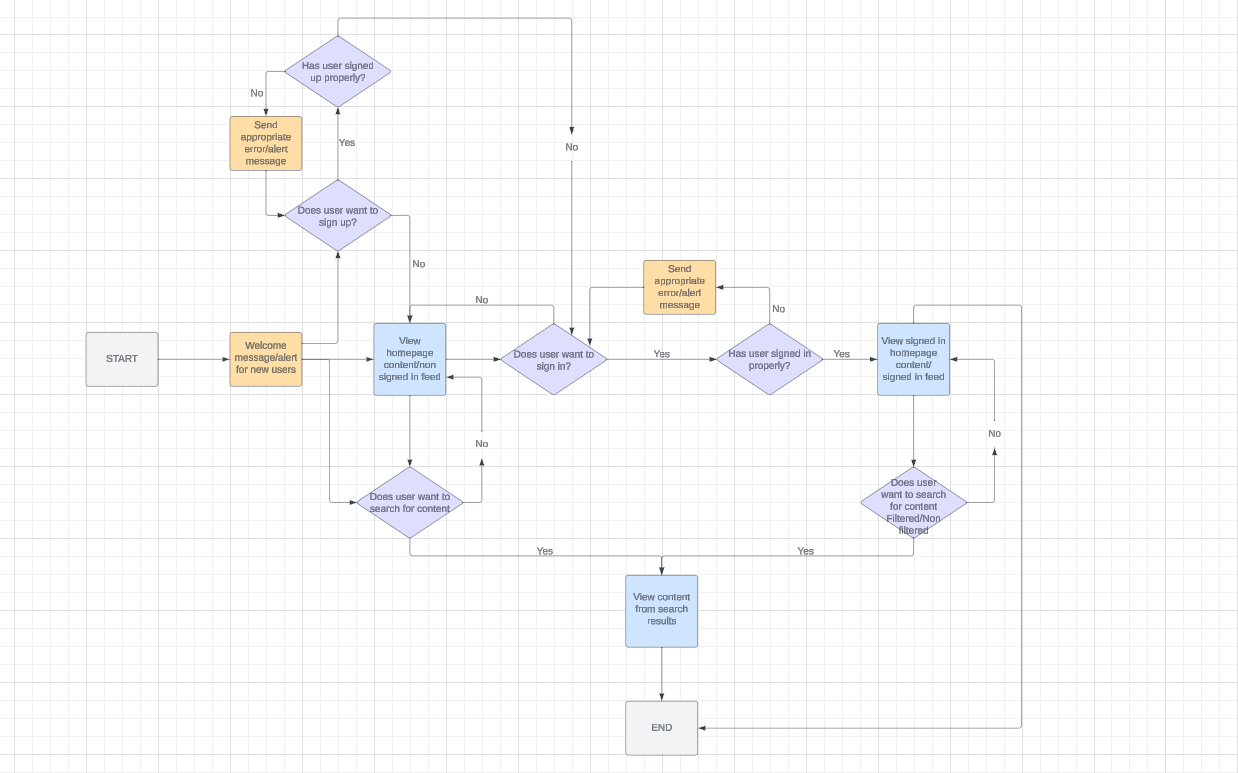 Has user signed
up properly?
No
Send
appropriate
error/alert
message
Yes
No
Does user want to
sign up?
No
Send
appropriate
error/alert
message
No
No
START
Welcome
message/alert
for new users
View
homepage
content/non
signed in feed
Does user want to
sign in?
Yes
Has user signed in
properly?
Yes
View signed in
homepage
content/
signed in feed
No
No
Does user want to
search for content
Does user
want to search
for content
Filtered/Non
filtered
Yes
Yes
View content
from search
results
END